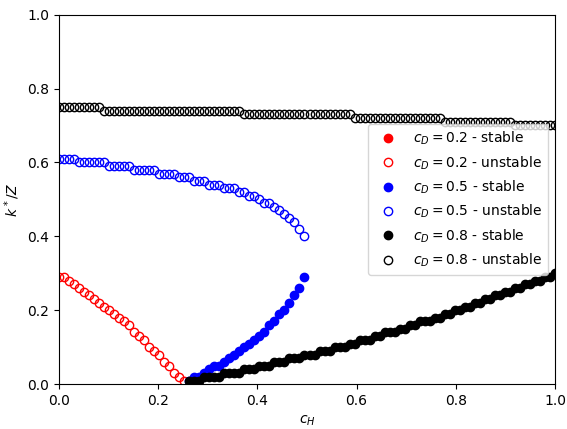 1.0
0.8
0.6
0.4
0.2
0.0
k*/Z
0.0 0.2 0.4 0.6 0.8 1.0
c_H
c_D = 0.2 - stable
c_D = 0.2 - unstable
c_D = 0.5 - stable
c_D = 0.5 - unstable
c_D = 0.8 - stable
c_D = 0.8 - unstable